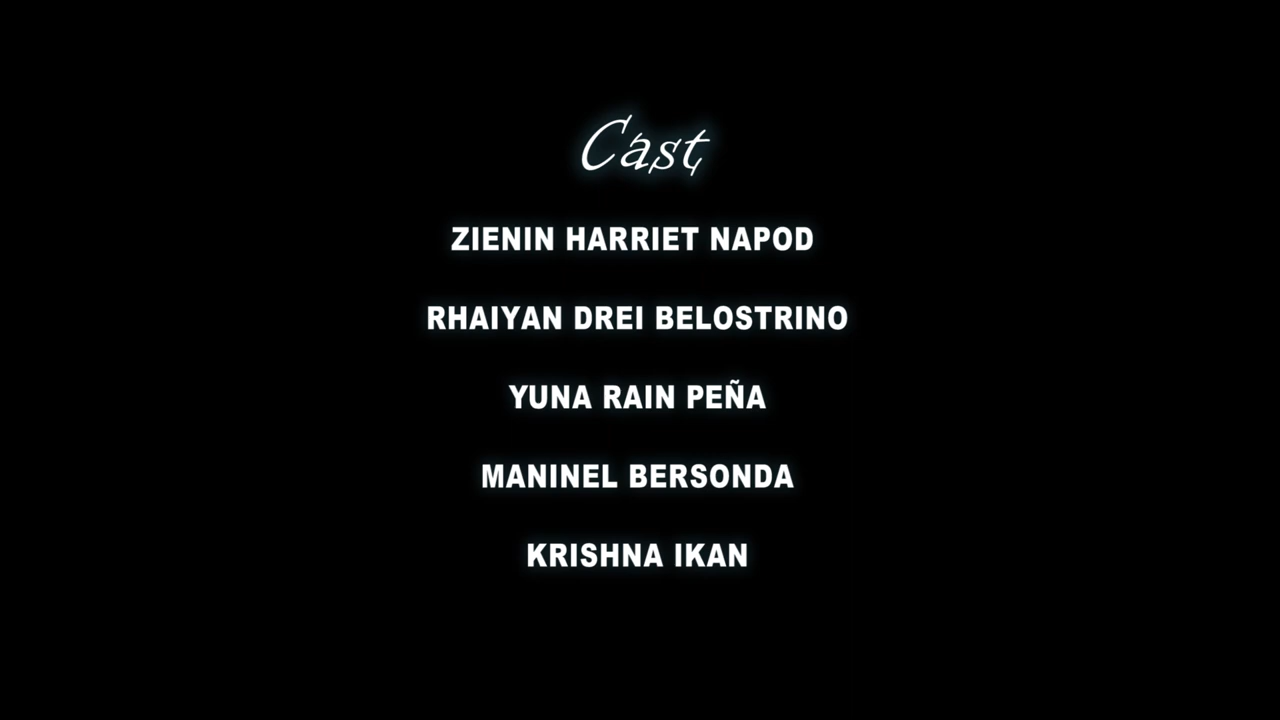 Cast
ZIENIN HARRIET NAPOD
RHAIYAN DREI BELOSTRINO
YUNA RAIN PEÑA
MANINEL BERSONDA
KRISHNA IKAN